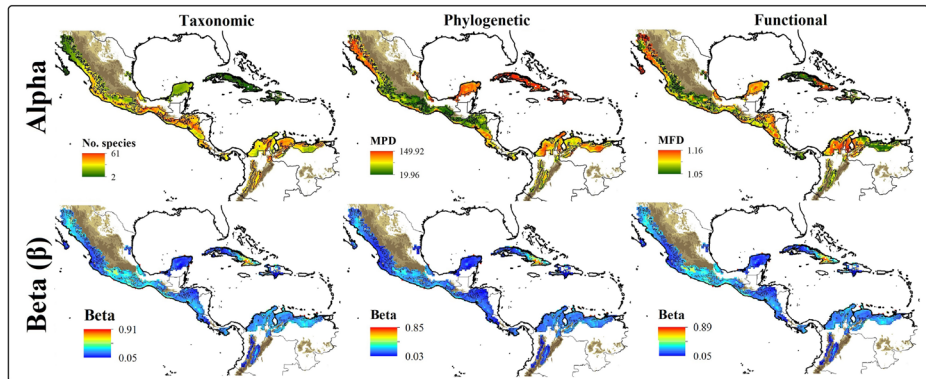 Taxonomic Phylogenetic Functional
Alpha
No. species
61
2
MPD
149.92
19.96
MFD
1.16
1.05
Beta (β)
Beta
0.91
0.05
Beta
0.85
0.03
Beta
0.89
0.05